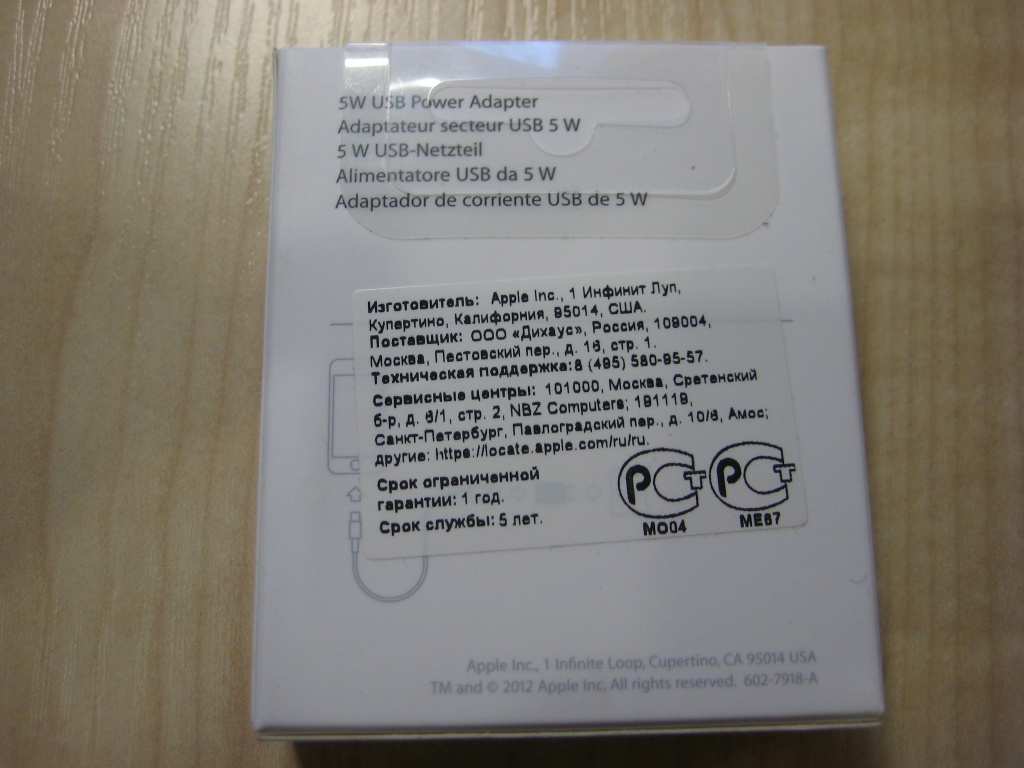 5W USB Power Adapter
Adaptateur secteur USB 5 W
5 W USB-Netzteil
Alimentatore USB da 5 W
Adaptador de corriente USB de 5 W
Изготовитель: Apple Inc., 1 Инфинит Луп,
Купертино, Калифорния, 95014, США.
Поставщик: ООО «Дихаус», Россия, 109004,
Москва, Пестовский пер., д. 16, стр. 1.
Техническая поддержка:8 (495) 580-95-57.
Сервисные центры: 101000, Москва, Сретенский
б-р, д. 6/1, стр. 2, NBZ Computers; 191119,
Санкт-Петербург, Павлоградский пер., д. 10/6, Амос;
другие: https://locate.apple.com/ru/ru.
Срок ограниченной
гарантии: 1 год.
Срок службы: 5 лет.
РСТ РСТ
МО04 МЕ67
Apple Inc., 1 Infinite Loop, Cupertino, CA 95014 USA
TM and © 2012 Apple Inc. All rights reserved. 602-7918-A